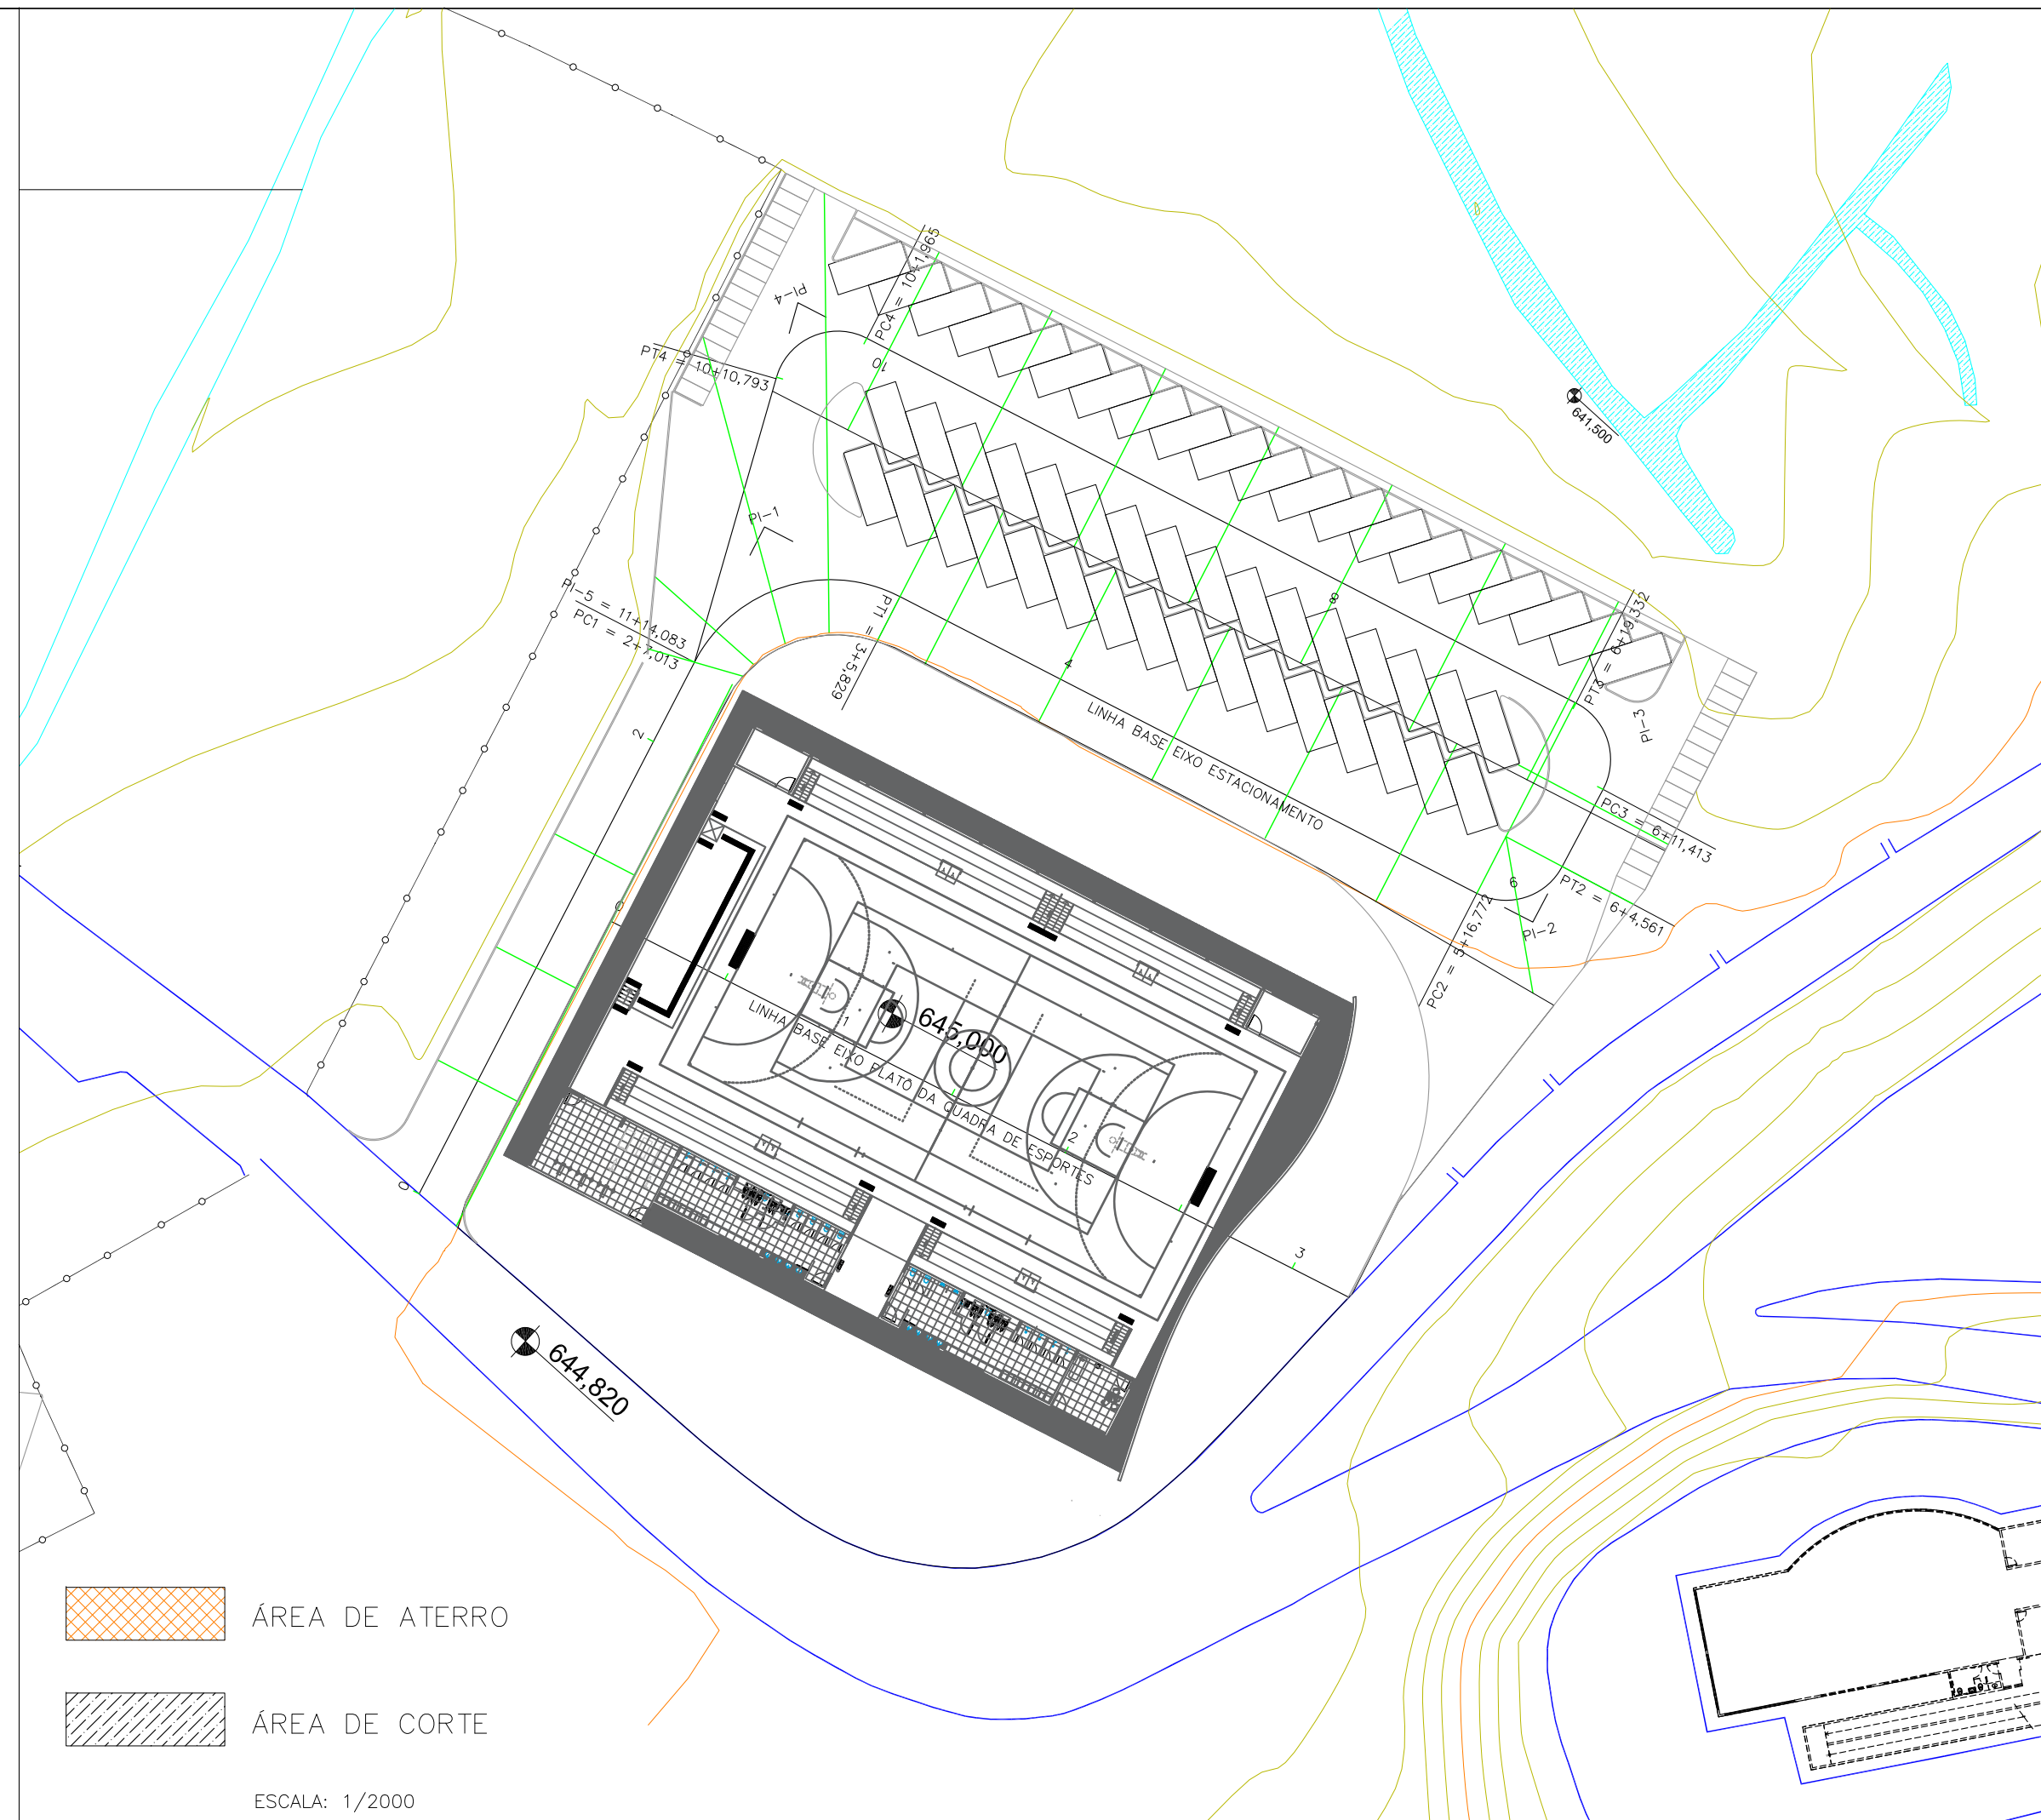 PC4 = 10+1,965
PI-4
PT4 = 10+10,793
10
641,500
PI-1
PI-5 = 11+14,083
PC1 = 2+7,013
PT1 = 3+5,829
8
PT3 = 6+19,332
4
PI-3
2
LINHA BASE EIXO ESTACIONAMENTO
PC3 = 6+11,413
6
PT2 = 6+4,561
PI-2
PC2 = 5+16,772
0
1
645,000
LINHA BASE EIXO PLATÔ DA QUADRA DE ESPORTES
2
3
0
644,820
ÁREA DE ATERRO
ÁREA DE CORTE
ESCALA: 1/2000